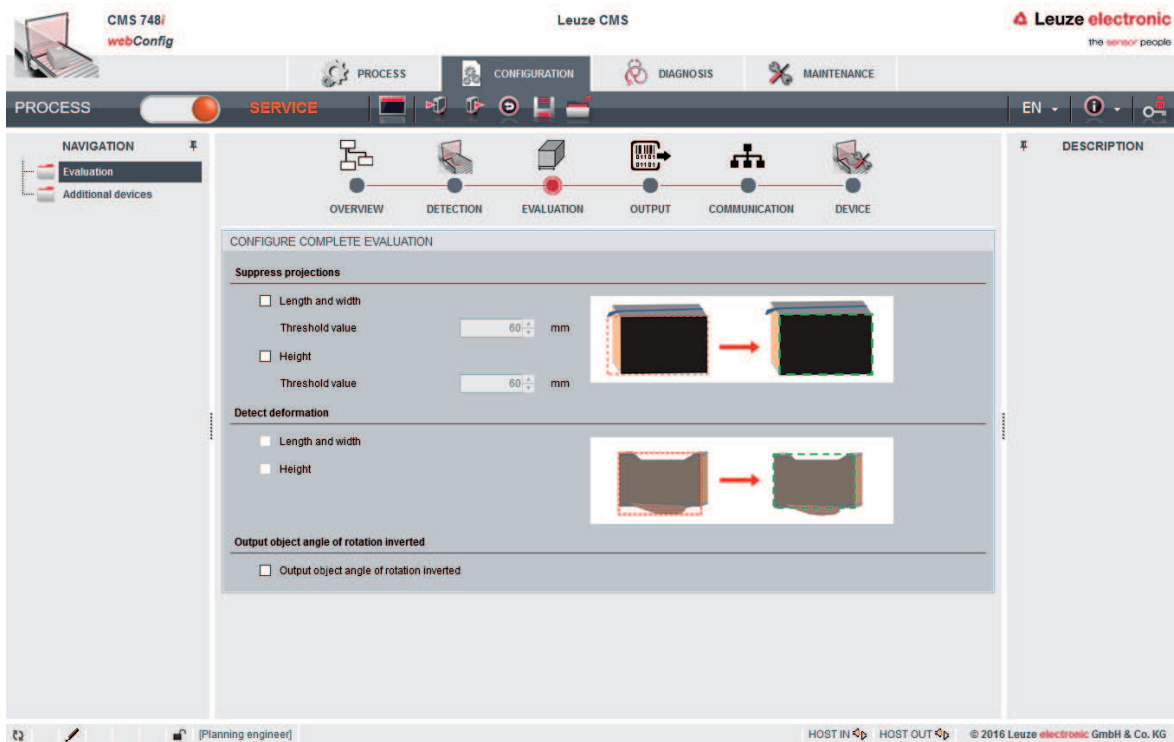 CMS 748i
webConfig
Leuze CMS
Leuze electronic
the sensor people
PROCESS
CONFIGURATION
DIAGNOSIS
MAINTENANCE
PROCESS
SERVICE
EN
NAVIGATION
Evaluation
Additional devices
OVERVIEW
DETECTION
EVALUATION
OUTPUT
COMMUNICATION
DEVICE
DESCRIPTION
CONFIGURE COMPLETE EVALUATION
Suppress projections
Length and width
Threshold value 60 mm
Height
Threshold value 60 mm
Detect deformation
Length and width
Height
Output object angle of rotation inverted
Output object angle of rotation inverted
[Planning engineer]
HOST IN
HOST OUT
© 2016 Leuze electronic GmbH & Co. KG